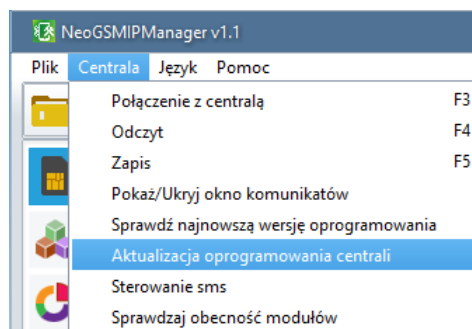 NeoGSMIPManager v1.1
Plik Centrala Język Pomoc
Połączenie z centralą F3
Odczyt F4
Zapis F5
Pokaż/Ukryj okno komunikatów
Sprawdź najnowszą wersję oprogramowania
Aktualizacja oprogramowania centrali
Sterowanie sms
Sprawdzaj obecność modułów